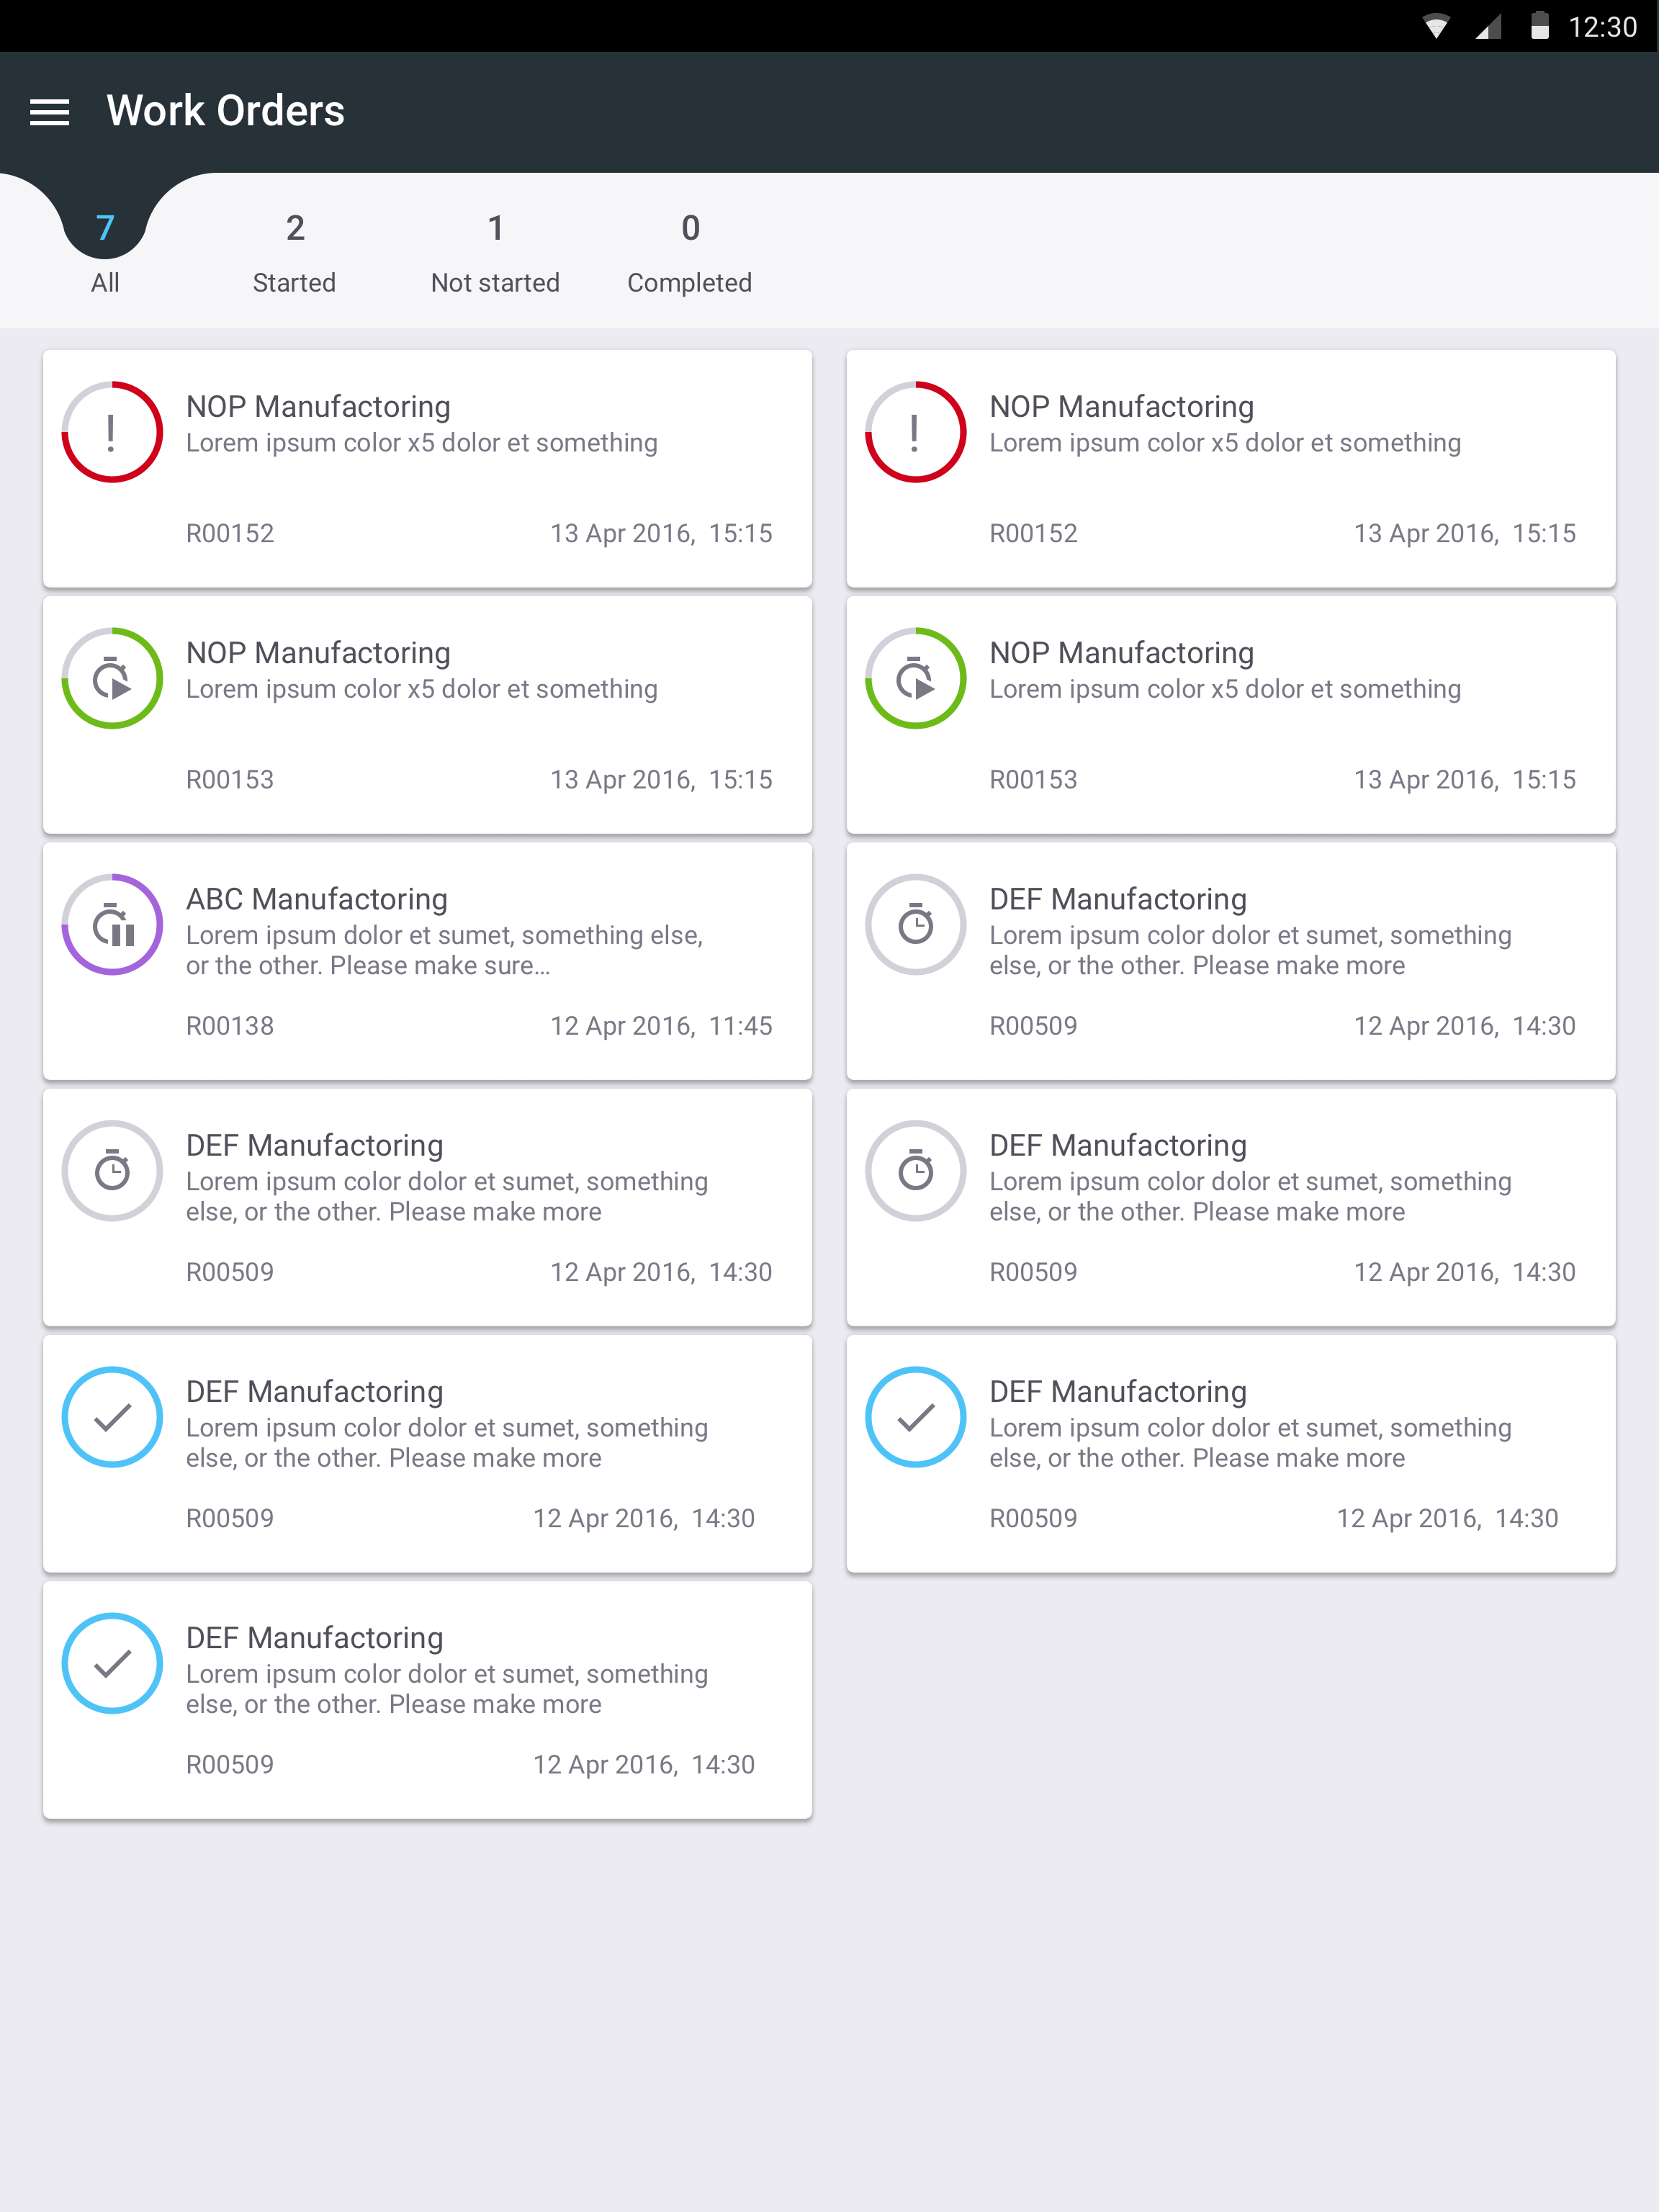 12:30
Work Orders
7
2
1
0
All
Started
Not started
Completed
NOP Manufactoring
Lorem ipsum color x5 dolor et something
R00152
13 Apr 2016, 15:15
NOP Manufactoring
Lorem ipsum color x5 dolor et something
R00152
13 Apr 2016, 15:15
NOP Manufactoring
Lorem ipsum color x5 dolor et something
R00153
13 Apr 2016, 15:15
NOP Manufactoring
Lorem ipsum color x5 dolor et something
R00153
13 Apr 2016, 15:15
ABC Manufactoring
Lorem ipsum dolor et sumet, something else,
or the other. Please make sure…
R00138
12 Apr 2016, 11:45
DEF Manufactoring
Lorem ipsum color dolor et sumet, something
else, or the other. Please make more
R00509
12 Apr 2016, 14:30
DEF Manufactoring
Lorem ipsum color dolor et sumet, something
else, or the other. Please make more
R00509
12 Apr 2016, 14:30
DEF Manufactoring
Lorem ipsum color dolor et sumet, something
else, or the other. Please make more
R00509
12 Apr 2016, 14:30
DEF Manufactoring
Lorem ipsum color dolor et sumet, something
else, or the other. Please make more
R00509
12 Apr 2016, 14:30
DEF Manufactoring
Lorem ipsum color dolor et sumet, something
else, or the other. Please make more
R00509
12 Apr 2016, 14:30
DEF Manufactoring
Lorem ipsum color dolor et sumet, something
else, or the other. Please make more
R00509
12 Apr 2016, 14:30